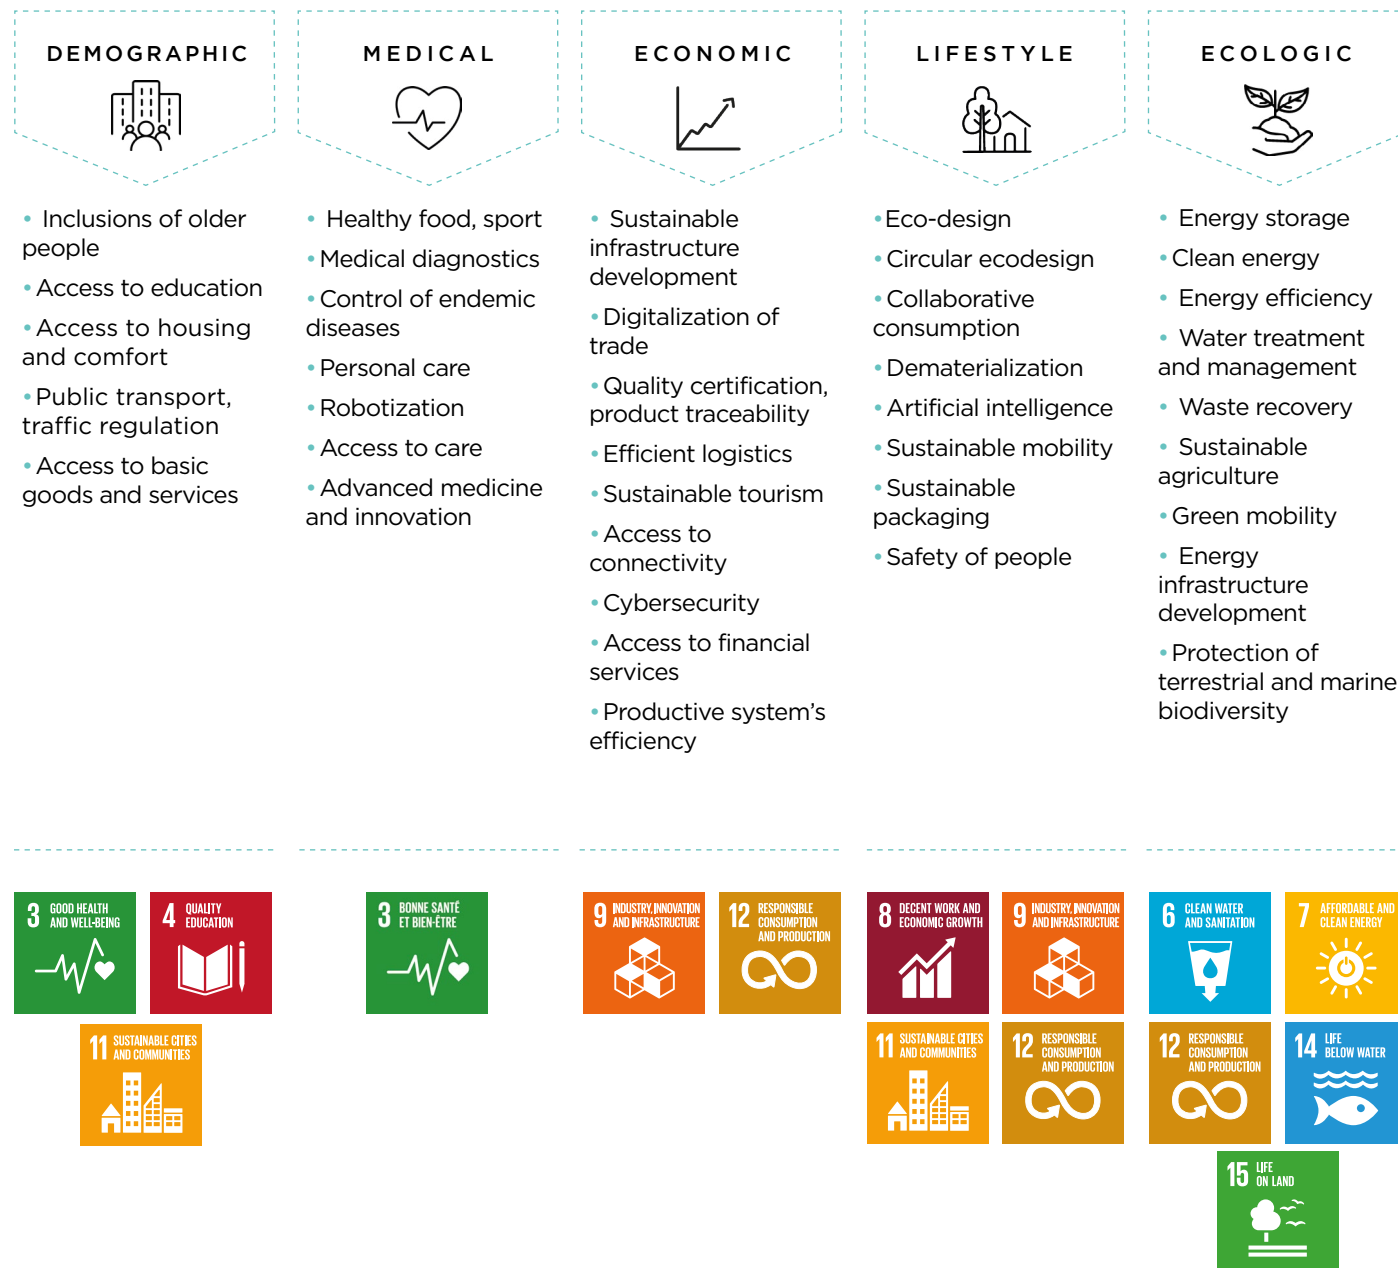 DEMOGRAPHIC
• Inclusions of older
people
• Access to education
• Access to housing
and comfort
• Public transport,
traffic regulation
• Access to basic
goods and services
MEDICAL
• Healthy food, sport
• Medical diagnostics
• Control of endemic
diseases
• Personal care
• Robotization
• Access to care
• Advanced medicine
and innovation
ECONOMIC
• Sustainable
infrastructure
development
• Digitalization of
trade
• Quality certification,
product traceability
• Efficient logistics
• Sustainable tourism
• Access to
connectivity
• Cybersecurity
• Access to financial
services
• Productive system’s
efficiency
LIFESTYLE
• Eco-design
• Circular ecodesign
• Collaborative
consumption
• Dematerialization
• Artificial intelligence
• Sustainable mobility
• Sustainable
packaging
• Safety of people
ECOLOGIC
• Energy storage
• Clean energy
• Energy efficiency
• Water treatment
and management
• Waste recovery
• Sustainable
agriculture
• Green mobility
• Energy
infrastructure
development
• Protection of
terrestrial and marine
biodiversity
3 GOOD HEALTH
AND WELL-BEING
4 QUALITY
EDUCATION
11 SUSTAINABLE CITIES
AND COMMUNITIES
3 BONNE SANTÉ
ET BIEN-ÊTRE
9 INDUSTRY, INNOVATION
AND INFRASTRUCTURE
12 RESPONSIBLE
CONSUMPTION
AND PRODUCTION
8 DECENT WORK AND
ECONOMIC GROWTH
9 INDUSTRY, INNOVATION
AND INFRASTRUCTURE
11 SUSTAINABLE CITIES
AND COMMUNITIES
12 RESPONSIBLE
CONSUMPTION
AND PRODUCTION
6 CLEAN WATER
AND SANITATION
7 AFFORDABLE AND
CLEAN ENERGY
12 RESPONSIBLE
CONSUMPTION
AND PRODUCTION
14 LIFE
BELOW WATER
15 LIFE
ON LAND